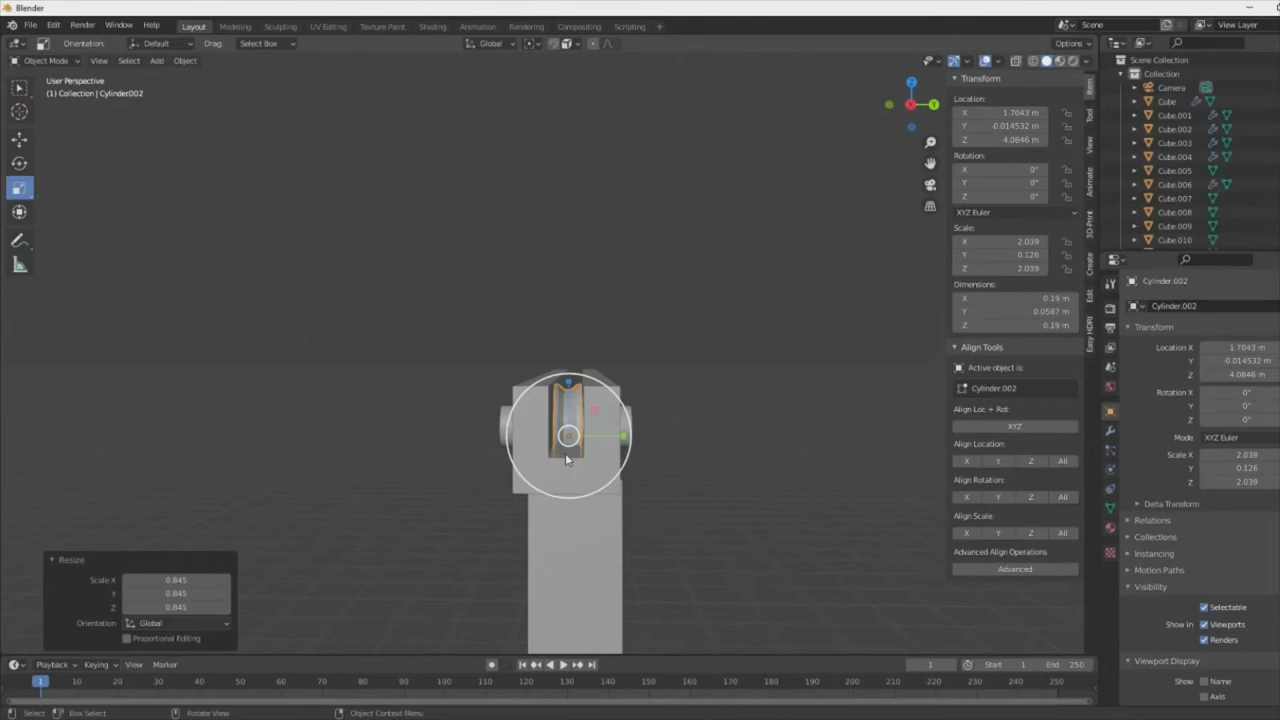 Blender
File Edit Render Window Help Layout Modeling Sculpting UV Editing Texture Paint Shading Animation Rendering Compositing Scripting + Scene View Layer
Orientation: Default Drag: Select Box Global Options
Object Mode View Select Add Object
User Perspective
(1) Collection | Cylinder.002
Z
Y
X
Transform
Location:
X 1.7043 m
Y -0.014532 m
Z 4.0846 m
Rotation:
X 0°
Y 0°
Z 0°
XYZ Euler
Scale:
X 2.039
Y 0.126
Z 2.039
Dimensions:
X 0.19 m
Y 0.0587 m
Z 0.19 m
Align Tools
Active object is:
Cylinder.002
Align Loc + Rot:
XYZ
Align Location:
X Y Z All
Align Rotation:
X Y Z All
Align Scale:
X Y Z All
Advanced Align Operations
Advanced
Item
Tool
View
Animate
3D-Print
Create
Edit
Easy HDRI
Scene Collection
Collection
Camera
Cube
Cube.001
Cube.002
Cube.003
Cube.004
Cube.005
Cube.006
Cube.007
Cube.008
Cube.009
Cube.010
Cylinder.002
Cylinder.002
Transform
Location X 1.7043 m
Y -0.014532 m
Z 4.0846 m
Rotation X 0°
Y 0°
Z 0°
Mode XYZ Euler
Scale X 2.039
Y 0.126
Z 2.039
Delta Transform
Relations
Collections
Instancing
Motion Paths
Visibility
Selectable
Show in Viewports
Renders
Viewport Display
Show Name
Axis
Resize
Scale X 0.845
Y 0.845
Z 0.845
Orientation Global
Proportional Editing
Playback Keying View Marker 1 Start 1 End 250
1 10 20 30 40 50 60 70 80 90 100 110 120 130 140 150 160 170 180 190 200 210 220 230 240 250
Select Box Select Rotate View Object Context Menu